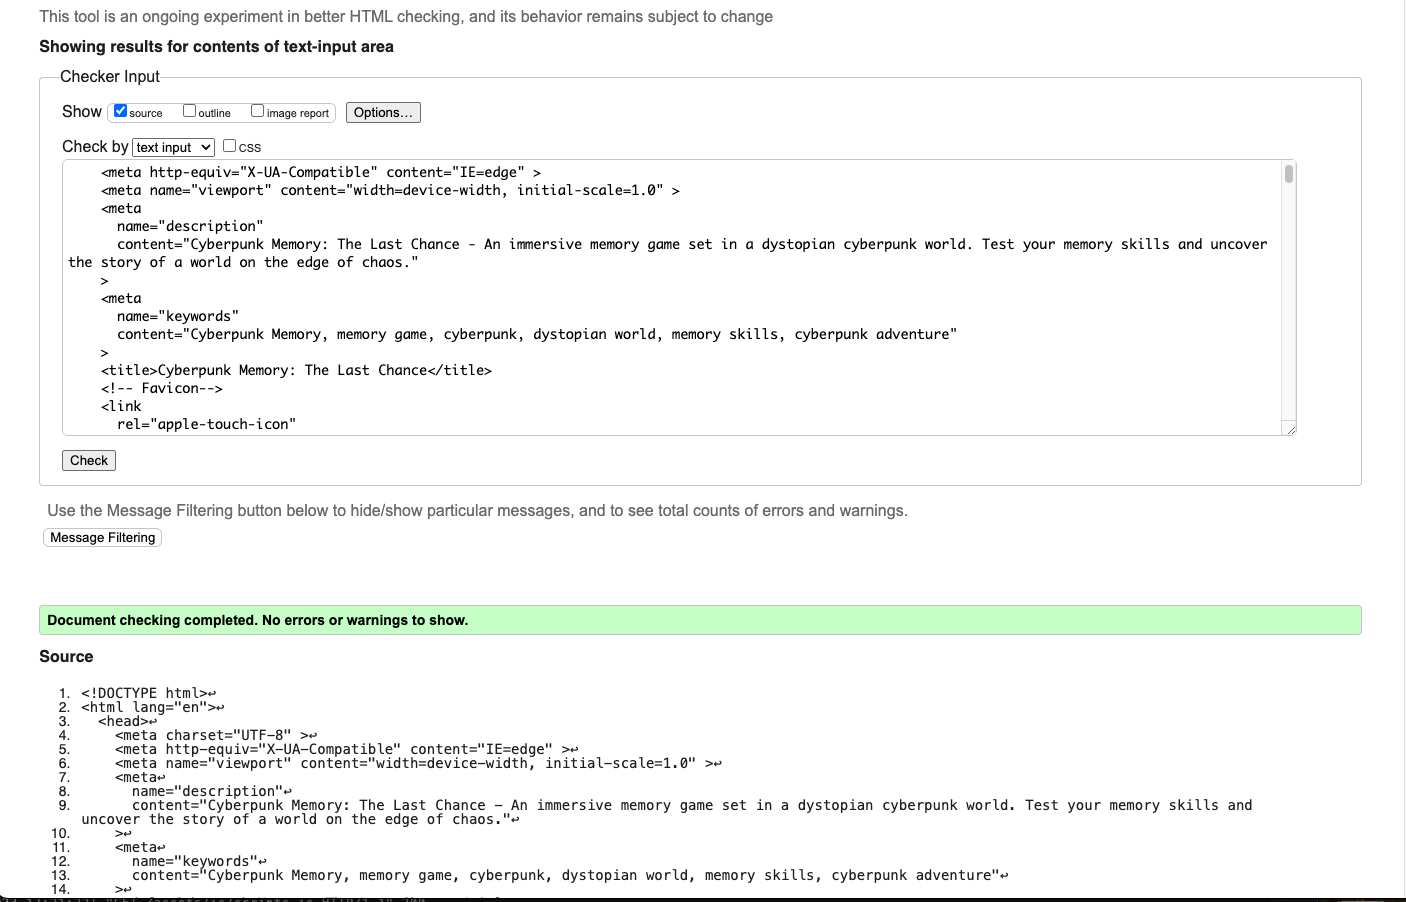 This tool is an ongoing experiment in better HTML checking, and its behavior remains subject to change
Showing results for contents of text-input area
Checker Input
Show source outline image report Options...
Check by text input css
<meta http-equiv="X-UA-Compatible" content="IE=edge" >
<meta name="viewport" content="width=device-width, initial-scale=1.0" >
<meta
name="description"
content="Cyberpunk Memory: The Last Chance - An immersive memory game set in a dystopian cyberpunk world. Test your memory skills and uncover
the story of a world on the edge of chaos."
>
<meta
name="keywords"
content="Cyberpunk Memory, memory game, cyberpunk, dystopian world, memory skills, cyberpunk adventure"
>
<title>Cyberpunk Memory: The Last Chance</title>
<!-- Favicon-->
<link
rel="apple-touch-icon"
Check
Use the Message Filtering button below to hide/show particular messages, and to see total counts of errors and warnings.
Message Filtering
Document checking completed. No errors or warnings to show.
Source
1. <!DOCTYPE html>↩
2. <html lang="en">↩
3. <head>↩
4. <meta charset="UTF-8" >↩
5. <meta http-equiv="X-UA-Compatible" content="IE=edge" >↩
6. <meta name="viewport" content="width=device-width, initial-scale=1.0" >↩
7. <meta↩
8. name="description"↩
9. content="Cyberpunk Memory: The Last Chance - An immersive memory game set in a dystopian cyberpunk world. Test your memory skills and
uncover the story of a world on the edge of chaos."↩
10. >↩
11. <meta↩
12. name="keywords"↩
13. content="Cyberpunk Memory, memory game, cyberpunk, dystopian world, memory skills, cyberpunk adventure"↩
14. >↩